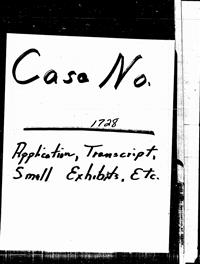 Case No.
1728
Application, Transcript,
Small Exhibits, Etc.